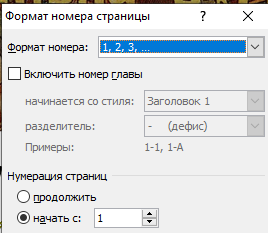 Формат номера страницы
Формат номера: 1, 2, 3, ...
Включить номер главы
начинается со стиля: Заголовок 1
разделитель: - (дефис)
Примеры: 1-1, 1-A
Нумерация страниц
продолжить
начать с: 1